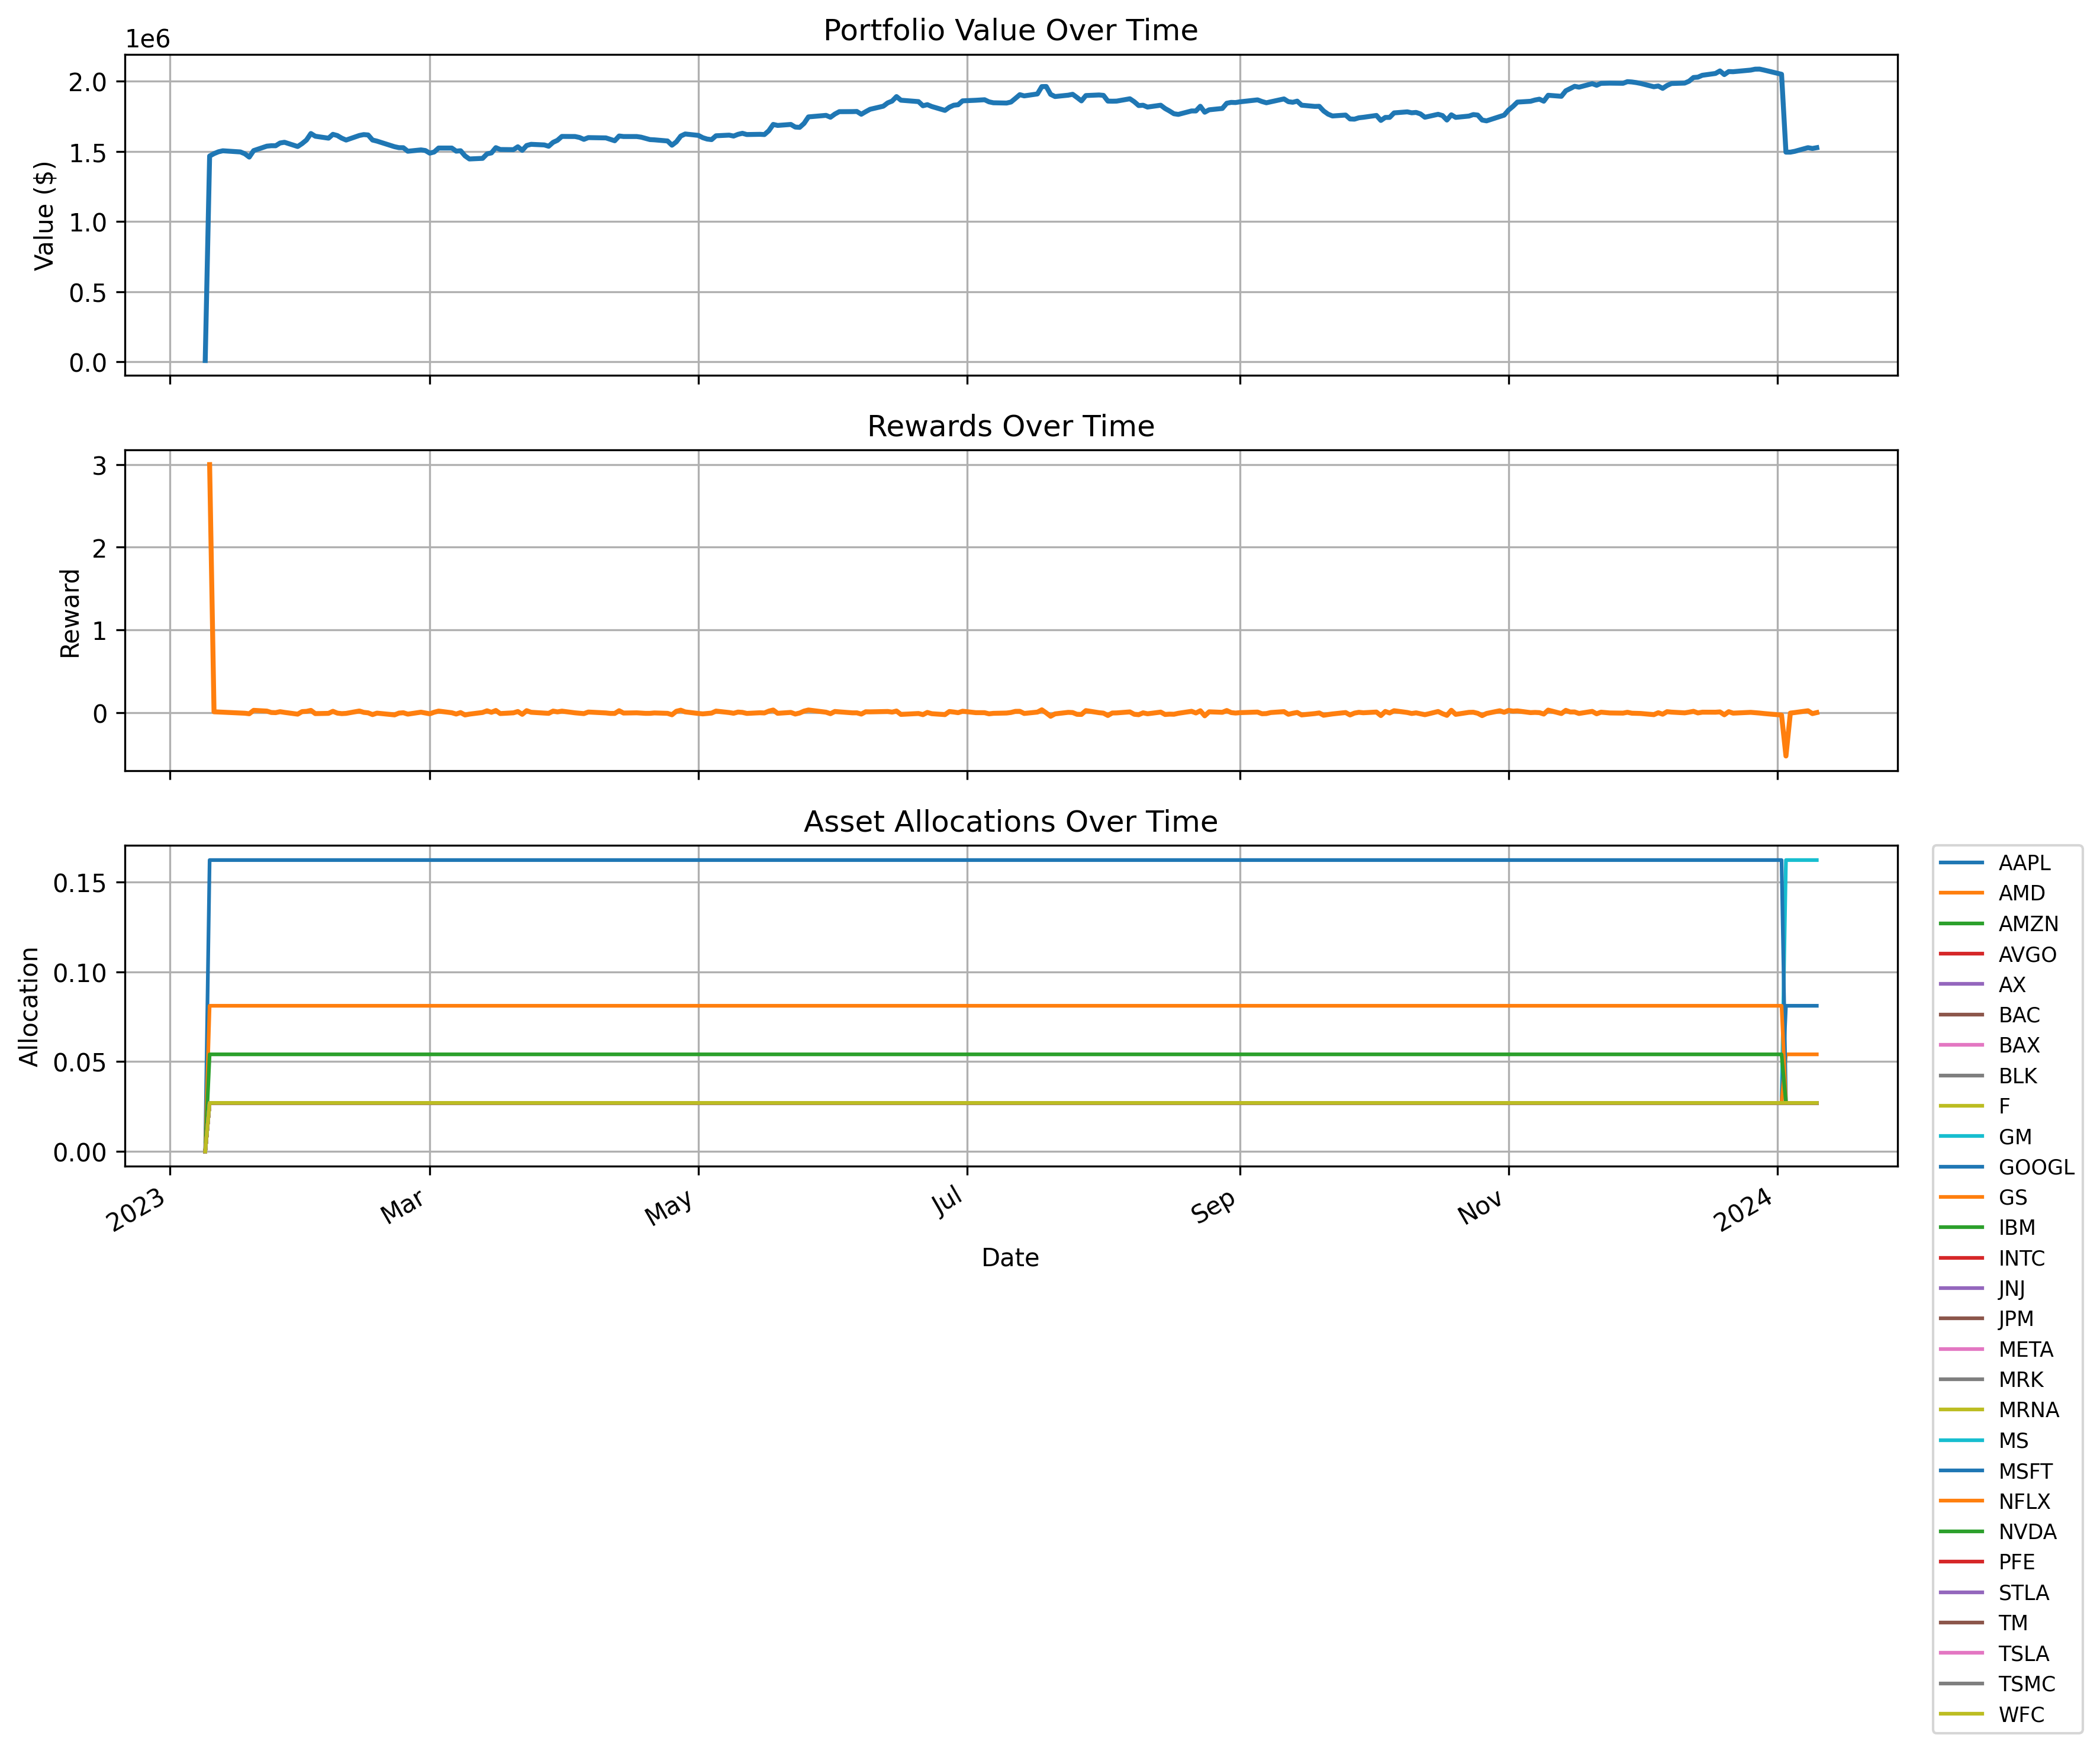 Portfolio Value Over Time
1e6
2.0
1.5
1.0
0.5
0.0
Value ($)
Rewards Over Time
3
2
1
0
Reward
Asset Allocations Over Time
0.15
0.10
0.05
0.00
Allocation
2023
Mar
May
Jul
Sep
Nov
2024
Date
AAPL
AMD
AMZN
AVGO
AX
BAC
BAX
BLK
F
GM
GOOGL
GS
IBM
INTC
JNJ
JPM
META
MRK
MRNA
MS
MSFT
NFLX
NVDA
PFE
STLA
TM
TSLA
TSMC
WFC